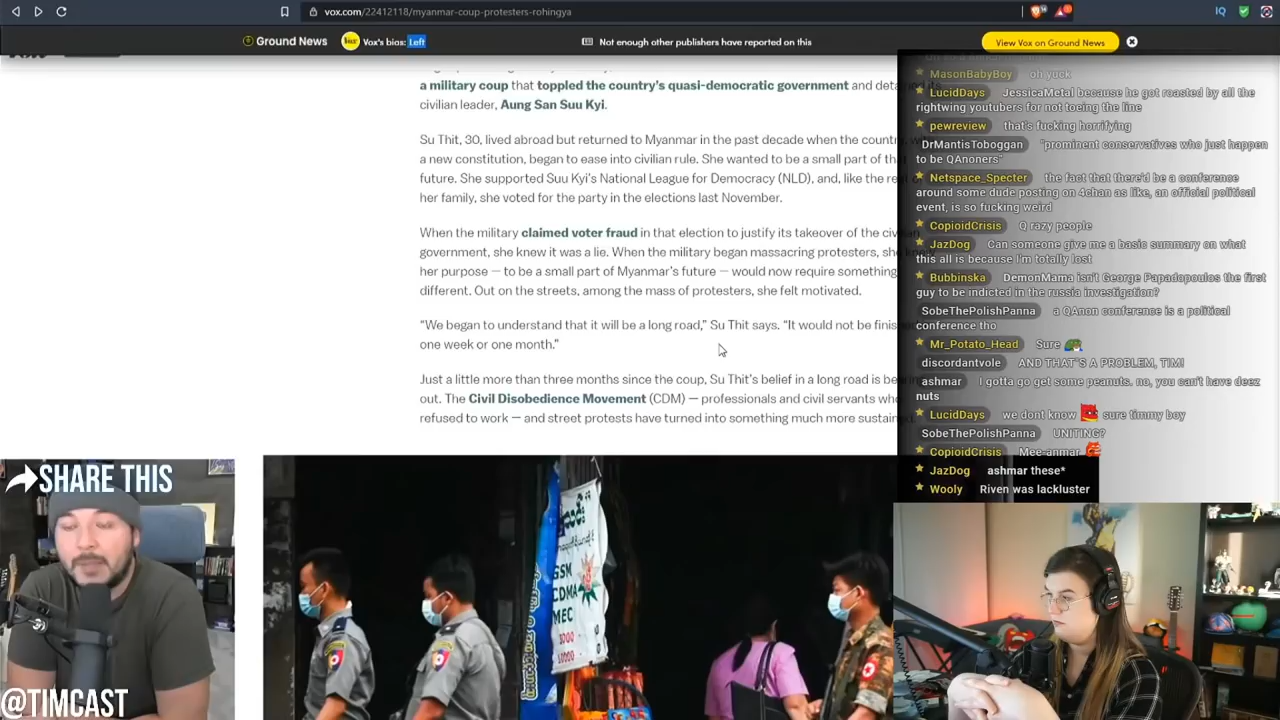 vox.com/22412118/myanmar-coup-protesters-rohingya
IQ
Ground News
Vox's bias: Left
Not enough other publishers have reported on this
View Vox on Ground News
a military coup that toppled the country's quasi-democratic government and deta
civilian leader, Aung San Suu Kyi.
Su Thit, 30, lived abroad but returned to Myanmar in the past decade when the country, w
a new constitution, began to ease into civilian rule. She wanted to be a small part of that
future. She supported Suu Kyi's National League for Democracy (NLD), and, like the re
her family, she voted for the party in the elections last November.
When the military claimed voter fraud in that election to justify its takeover of the civ
government, she knew it was a lie. When the military began massacring protesters, she
her purpose — to be a small part of Myanmar's future — would now require something
different. Out on the streets, among the mass of protesters, she felt motivated.
“We began to understand that it will be a long road,” Su Thit says. “It would not be finis
one week or one month.”
Just a little more than three months since the coup, Su Thit's belief in a long road is be
out. The Civil Disobedience Movement (CDM) — professionals and civil servants who
refused to work — and street protests have turned into something much more sustained
MasonBabyBoy oh yuck
LucidDays JessicaMetal because he got roasted by all the
rightwing youtubers for not toeing the line
pewreview that's fucking horrifying
DrMantisToboggan "prominent conservatives who just happen
to be QAnoners"
Netspace_Specter the fact that there'd be a conference
around some dude posting on 4chan as like, an official political
event, is so fucking weird
CopioidCrisis Q razy people
JazDog Can someone give me a basic summary on what
this all is because I'm totally lost
Bubbinska DemonMama isn't George Papadopoulos the first
guy to be indicted in the russia investigation?
SobeThePolishPanna a QAnon conference is a political
conference tho
Mr_Potato_Head Sure
discordantvole AND THAT'S A PROBLEM, TIM!
ashmar I gotta go get some peanuts. no, you can't have deez
nuts
LucidDays we dont know sure timmy boy
SobeThePolishPanna UNITING?
CopioidCrisis Mee-anmar
JazDog ashmar these*
Wooly Riven was lackluster
SHARE THIS
GSM
CDMA
MEC
@TIMCAST